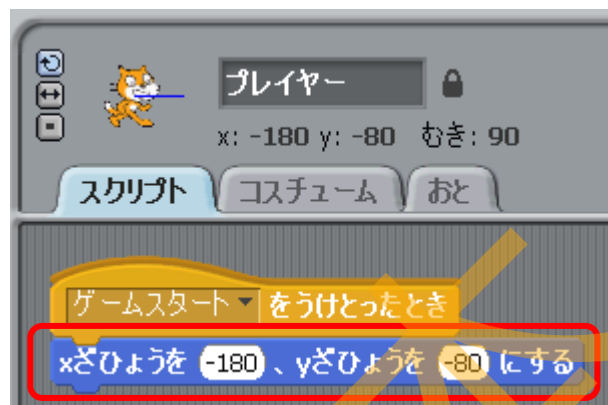 プレイヤー
x: -180 y: -80 むき: 90
スクリプト コスチューム おと
ゲームスタート をうけとったとき
xざひょうを -180 、yざひょうを -80 にする